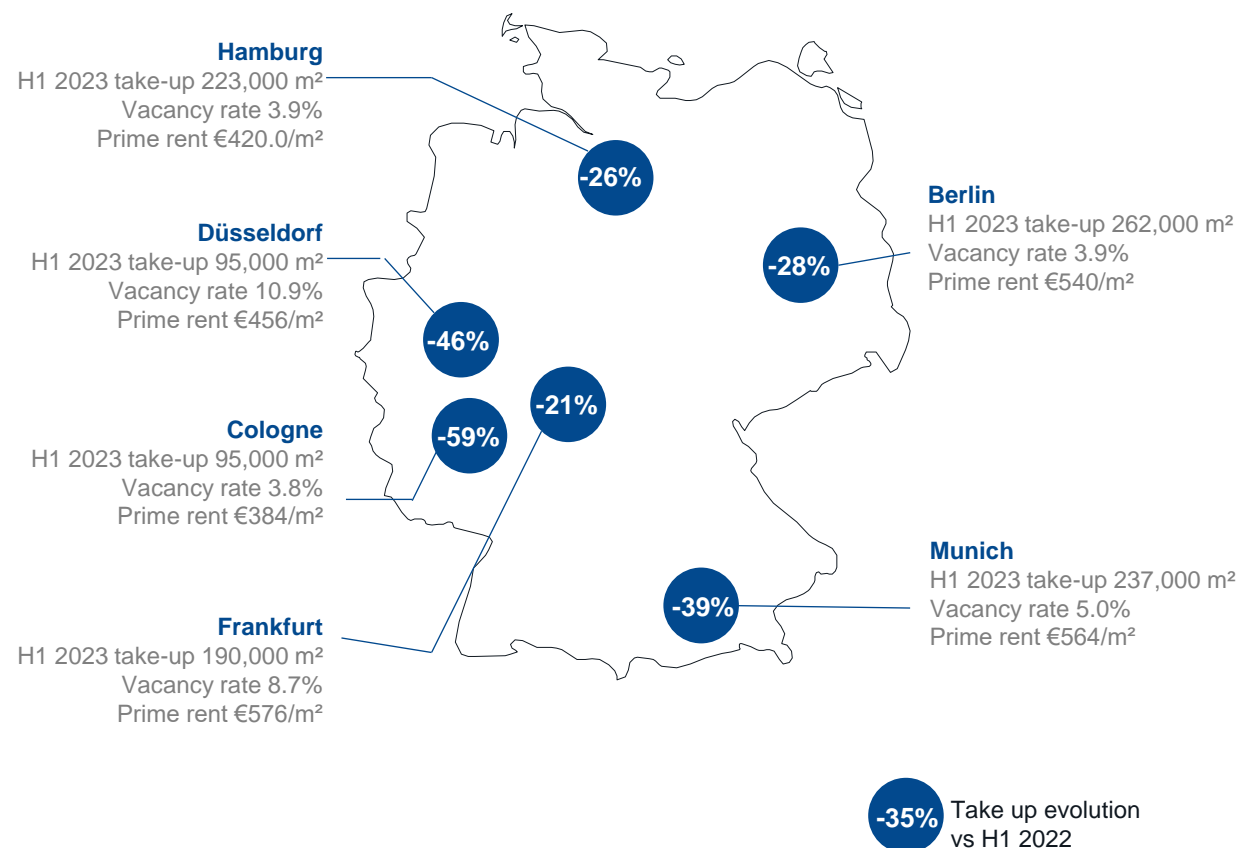 Hamburg
H1 2023 take-up 223,000 m²
Vacancy rate 3.9%
Prime rent €420.0/m²
-26%
Berlin
H1 2023 take-up 262,000 m²
Vacancy rate 3.9%
Prime rent €540/m²
-28%
Düsseldorf
H1 2023 take-up 95,000 m²
Vacancy rate 10.9%
Prime rent €456/m²
-46%
-21%
Cologne
H1 2023 take-up 95,000 m²
Vacancy rate 3.8%
Prime rent €384/m²
-59%
Munich
H1 2023 take-up 237,000 m²
Vacancy rate 5.0%
Prime rent €564/m²
-39%
Frankfurt
H1 2023 take-up 190,000 m²
Vacancy rate 8.7%
Prime rent €576/m²
-35%
Take up evolution
vs H1 2022